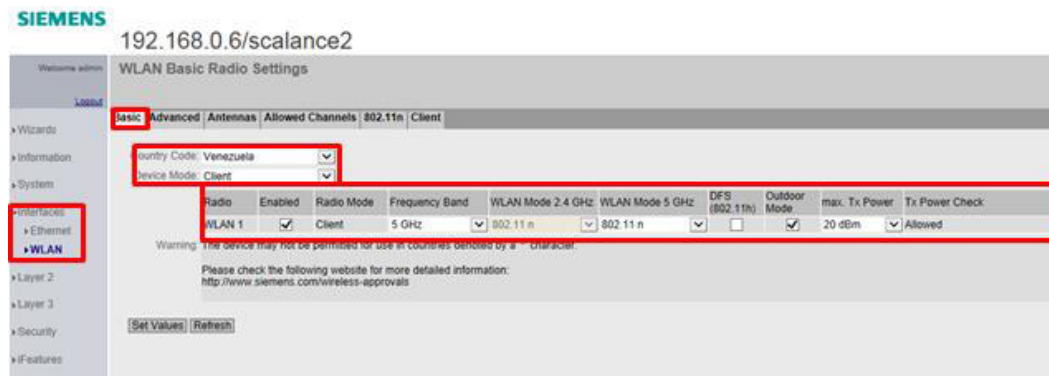 SIEMENS
192.168.0.6/scalance2
Welcome admin
WLAN Basic Radio Settings
Logout
Basic Advanced Antennas Allowed Channels 802.11n Client
Wizards
Information
System
Interfaces
Ethernet
WLAN
Layer 2
Layer 3
Security
iFeatures
Country Code: Venezuela
Device Mode: Client
Radio Enabled Radio Mode Frequency Band WLAN Mode 2.4 GHz WLAN Mode 5 GHz DFS (802.11h) Outdoor Mode max. Tx Power Tx Power Check
WLAN 1 Client 5 GHz 802.11 n 802.11 n 20 dBm Allowed
Warning: The device may not be permitted for use in countries denoted by a '*' character.
Please check the following website for more detailed information:
http://www.siemens.com/wireless-approvals
Set Values Refresh